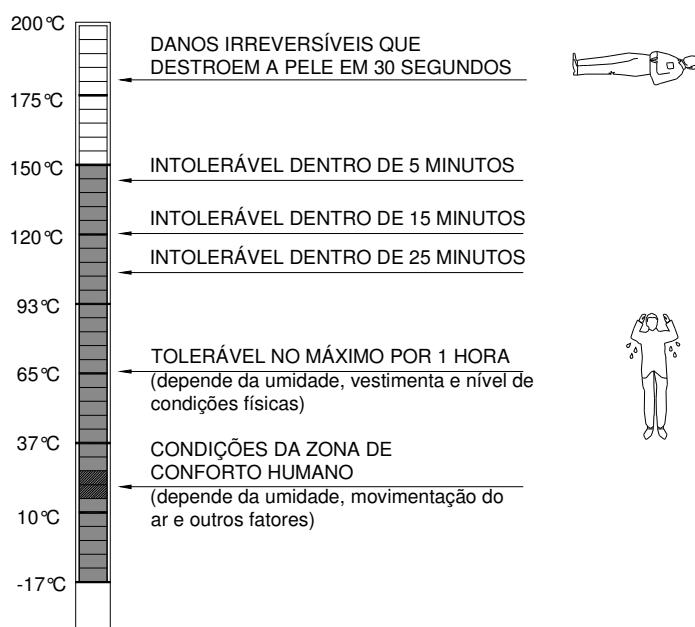 200°C
DANOS IRREVERSÍVEIS QUE
DESTROEM A PELE EM 30 SEGUNDOS
175°C
150°C
INTOLERÁVEL DENTRO DE 5 MINUTOS
INTOLERÁVEL DENTRO DE 15 MINUTOS
120°C
INTOLERÁVEL DENTRO DE 25 MINUTOS
93°C
TOLERÁVEL NO MÁXIMO POR 1 HORA
65°C
(depende da umidade, vestimenta e nível de
condições físicas)
37°C
CONDIÇÕES DA ZONA DE
CONFORTO HUMANO
(depende da umidade, movimentação do
10°C
ar e outros fatores)
-17°C